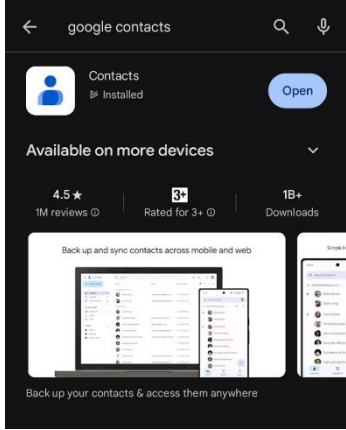 google contacts
Contacts
Installed
Open
Available on more devices
4.5★
3+
1B+
1M reviews
Rated for 3+
Downloads
Back up and sync contacts across mobile and web
Back up your contacts & access them anywhere